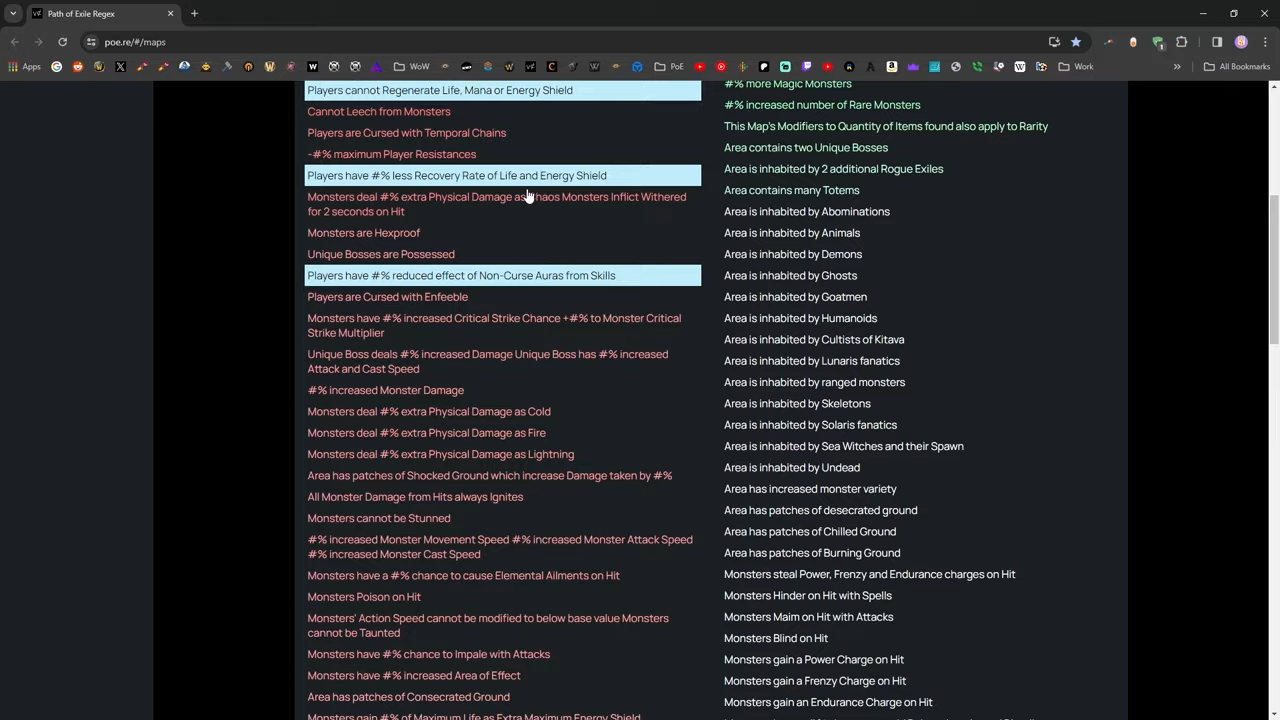 Path of Exile Regex
poe.re/#/maps
Apps
WoW
PoE
Work
All Bookmarks
Players cannot Regenerate Life, Mana or Energy Shield
Cannot Leech from Monsters
Players are Cursed with Temporal Chains
-#% maximum Player Resistances
Players have #% less Recovery Rate of Life and Energy Shield
Monsters deal #% extra Physical Damage as Chaos Monsters Inflict Withered
for 2 seconds on Hit
Monsters are Hexproof
Unique Bosses are Possessed
Players have #% reduced effect of Non-Curse Auras from Skills
Players are Cursed with Enfeeble
Monsters have #% increased Critical Strike Chance +#% to Monster Critical
Strike Multiplier
Unique Boss deals #% increased Damage Unique Boss has #% increased
Attack and Cast Speed
#% increased Monster Damage
Monsters deal #% extra Physical Damage as Cold
Monsters deal #% extra Physical Damage as Fire
Monsters deal #% extra Physical Damage as Lightning
Area has patches of Shocked Ground which increase Damage taken by #%
All Monster Damage from Hits always Ignites
Monsters cannot be Stunned
#% increased Monster Movement Speed #% increased Monster Attack Speed
#% increased Monster Cast Speed
Monsters have a #% chance to cause Elemental Ailments on Hit
Monsters Poison on Hit
Monsters' Action Speed cannot be modified to below base value Monsters
cannot be Taunted
Monsters have #% chance to Impale with Attacks
Monsters have #% increased Area of Effect
Area has patches of Consecrated Ground
Monsters gain #% of Maximum Life as Extra Maximum Energy Shield
#% more Magic Monsters
#% increased number of Rare Monsters
This Map's Modifiers to Quantity of Items found also apply to Rarity
Area contains two Unique Bosses
Area is inhabited by 2 additional Rogue Exiles
Area contains many Totems
Area is inhabited by Abominations
Area is inhabited by Animals
Area is inhabited by Demons
Area is inhabited by Ghosts
Area is inhabited by Goatmen
Area is inhabited by Humanoids
Area is inhabited by Cultists of Kitava
Area is inhabited by Lunaris fanatics
Area is inhabited by ranged monsters
Area is inhabited by Skeletons
Area is inhabited by Solaris fanatics
Area is inhabited by Sea Witches and their Spawn
Area is inhabited by Undead
Area has increased monster variety
Area has patches of desecrated ground
Area has patches of Chilled Ground
Area has patches of Burning Ground
Monsters steal Power, Frenzy and Endurance charges on Hit
Monsters Hinder on Hit with Spells
Monsters Maim on Hit with Attacks
Monsters Blind on Hit
Monsters gain a Power Charge on Hit
Monsters gain a Frenzy Charge on Hit
Monsters gain an Endurance Charge on Hit